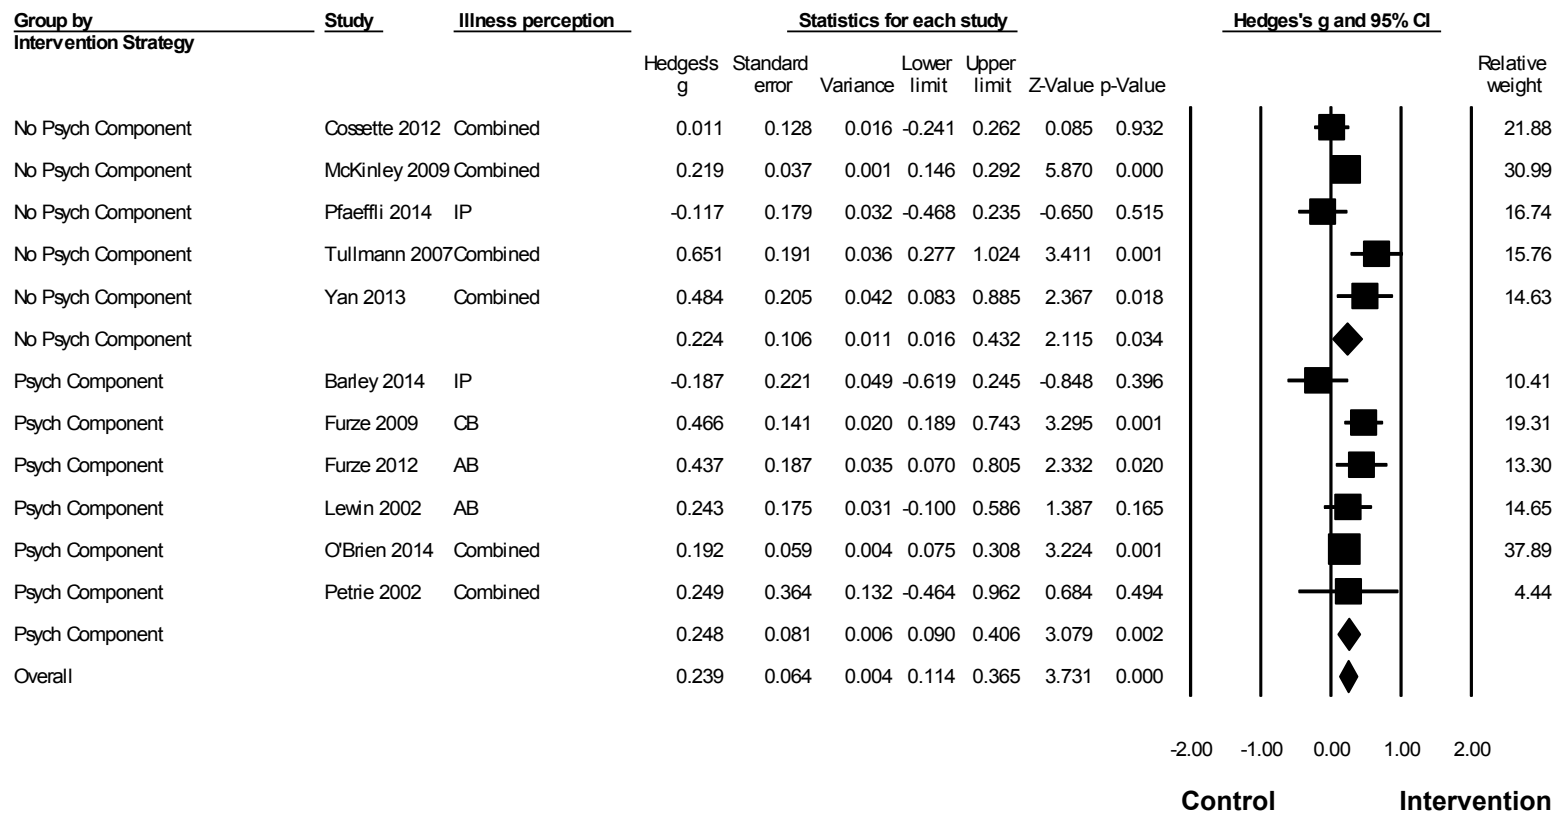 Group by Study Illness perception Statistics for each study Hedges's g and 95% CI
Intervention Strategy
Hedges's Standard Lower Upper Relative
g error Variance limit limit Z-Value p-Value weight
No Psych Component Cossette 2012 Combined 0.011 0.128 0.016 -0.241 0.262 0.085 0.932 21.88
No Psych Component McKinley 2009 Combined 0.219 0.037 0.001 0.146 0.292 5.870 0.000 30.99
No Psych Component Pfaeffli 2014 IP -0.117 0.179 0.032 -0.468 0.235 -0.650 0.515 16.74
No Psych Component Tullmann 2007 Combined 0.651 0.191 0.036 0.277 1.024 3.411 0.001 15.76
No Psych Component Yan 2013 Combined 0.484 0.205 0.042 0.083 0.885 2.367 0.018 14.63
No Psych Component 0.224 0.106 0.011 0.016 0.432 2.115 0.034
Psych Component Barley 2014 IP -0.187 0.221 0.049 -0.619 0.245 -0.848 0.396 10.41
Psych Component Furze 2009 CB 0.466 0.141 0.020 0.189 0.743 3.295 0.001 19.31
Psych Component Furze 2012 AB 0.437 0.187 0.035 0.070 0.805 2.332 0.020 13.30
Psych Component Lewin 2002 AB 0.243 0.175 0.031 -0.100 0.586 1.387 0.165 14.65
Psych Component O'Brien 2014 Combined 0.192 0.059 0.004 0.075 0.308 3.224 0.001 37.89
Psych Component Petrie 2002 Combined 0.249 0.364 0.132 -0.464 0.962 0.684 0.494 4.44
Psych Component 0.248 0.081 0.006 0.090 0.406 3.079 0.002
Overall 0.239 0.064 0.004 0.114 0.365 3.731 0.000
-2.00 -1.00 0.00 1.00 2.00
Control Intervention